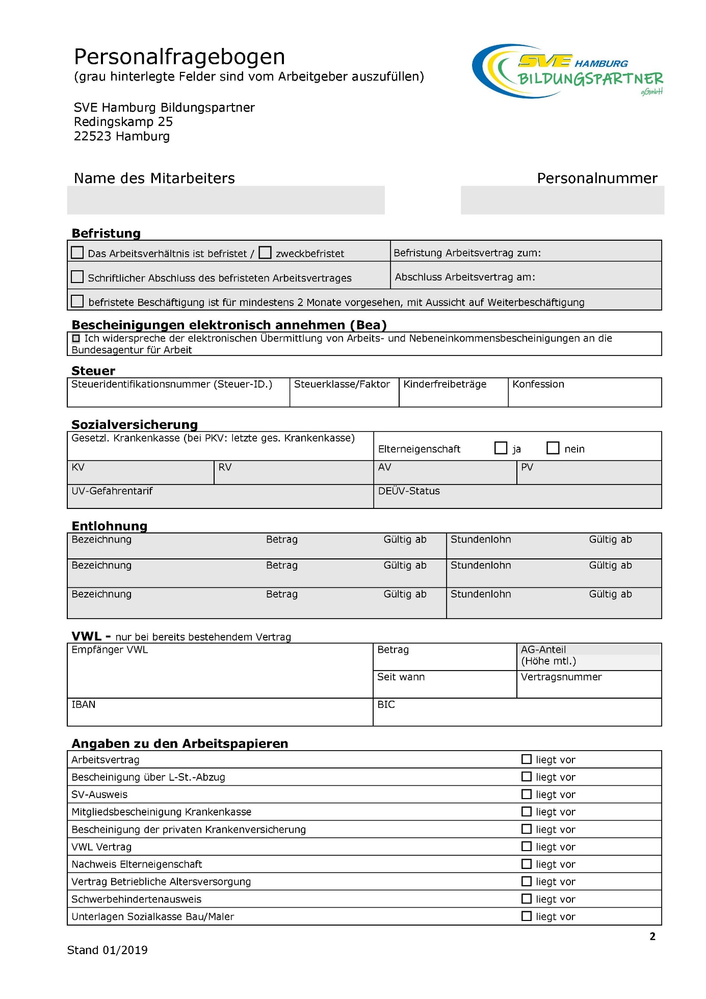 Personalfragebogen
(grau hinterlegte Felder sind vom Arbeitgeber auszufüllen)
SVE HAMBURG
BILDUNGSPARTNER
gGmbH
SVE Hamburg Bildungspartner
Redingskamp 25
22523 Hamburg
Name des Mitarbeiters Personalnummer
Befristung
Das Arbeitsverhältnis ist befristet / zweckbefristet Befristung Arbeitsvertrag zum:
Schriftlicher Abschluss des befristeten Arbeitsvertrages Abschluss Arbeitsvertrag am:
befristete Beschäftigung ist für mindestens 2 Monate vorgesehen, mit Aussicht auf Weiterbeschäftigung
Bescheinigungen elektronisch annehmen (Bea)
Ich widerspreche der elektronischen Übermittlung von Arbeits- und Nebeneinkommensbescheinigungen an die
Bundesagentur für Arbeit
Steuer
Steueridentifikationsnummer (Steuer-ID.) Steuerklasse/Faktor Kinderfreibeträge Konfession
Sozialversicherung
Gesetzl. Krankenkasse (bei PKV: letzte ges. Krankenkasse)
Elterneigenschaft ja nein
KV RV AV PV
UV-Gefahrentarif DEÜV-Status
Entlohnung
Bezeichnung Betrag Gültig ab Stundenlohn Gültig ab
Bezeichnung Betrag Gültig ab Stundenlohn Gültig ab
Bezeichnung Betrag Gültig ab Stundenlohn Gültig ab
VWL - nur bei bereits bestehendem Vertrag
Empfänger VWL Betrag AG-Anteil
(Höhe mtl.)
Seit wann Vertragsnummer
IBAN BIC
Angaben zu den Arbeitspapieren
Arbeitsvertrag liegt vor
Bescheinigung über L-St.-Abzug liegt vor
SV-Ausweis liegt vor
Mitgliedsbescheinigung Krankenkasse liegt vor
Bescheinigung der privaten Krankenversicherung liegt vor
VWL Vertrag liegt vor
Nachweis Elterneigenschaft liegt vor
Vertrag Betriebliche Altersversorgung liegt vor
Schwerbehindertenausweis liegt vor
Unterlagen Sozialkasse Bau/Maler liegt vor
2
Stand 01/2019